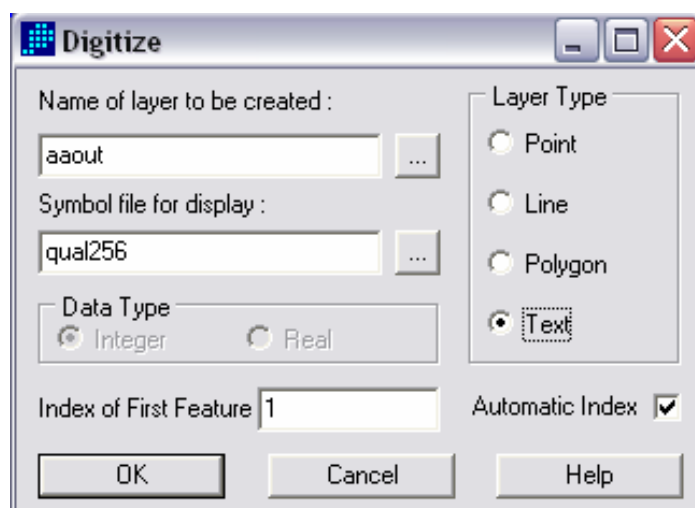 Digitize
Name of layer to be created :
aaout
...
Symbol file for display :
qual256
...
Data Type
Integer
Real
Layer Type
Point
Line
Polygon
Text
Index of First Feature
1
Automatic Index
OK
Cancel
Help